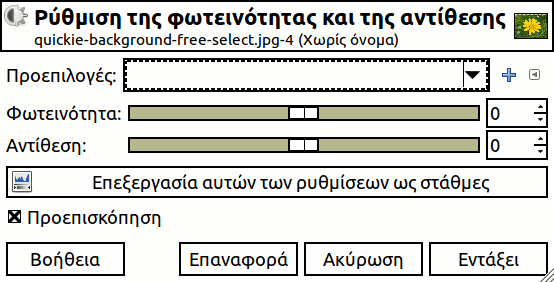 Ρύθμιση της φωτεινότητας και της αντίθεσης
quickie-background-free-select.jpg-4 (Χωρίς όνομα)
Προεπιλογές:
Φωτεινότητα: 0
Αντίθεση: 0
Επεξεργασία αυτών των ρυθμίσεων ως στάθμες
Προεπισκόπηση
Βοήθεια Επαναφορά Ακύρωση Εντάξει